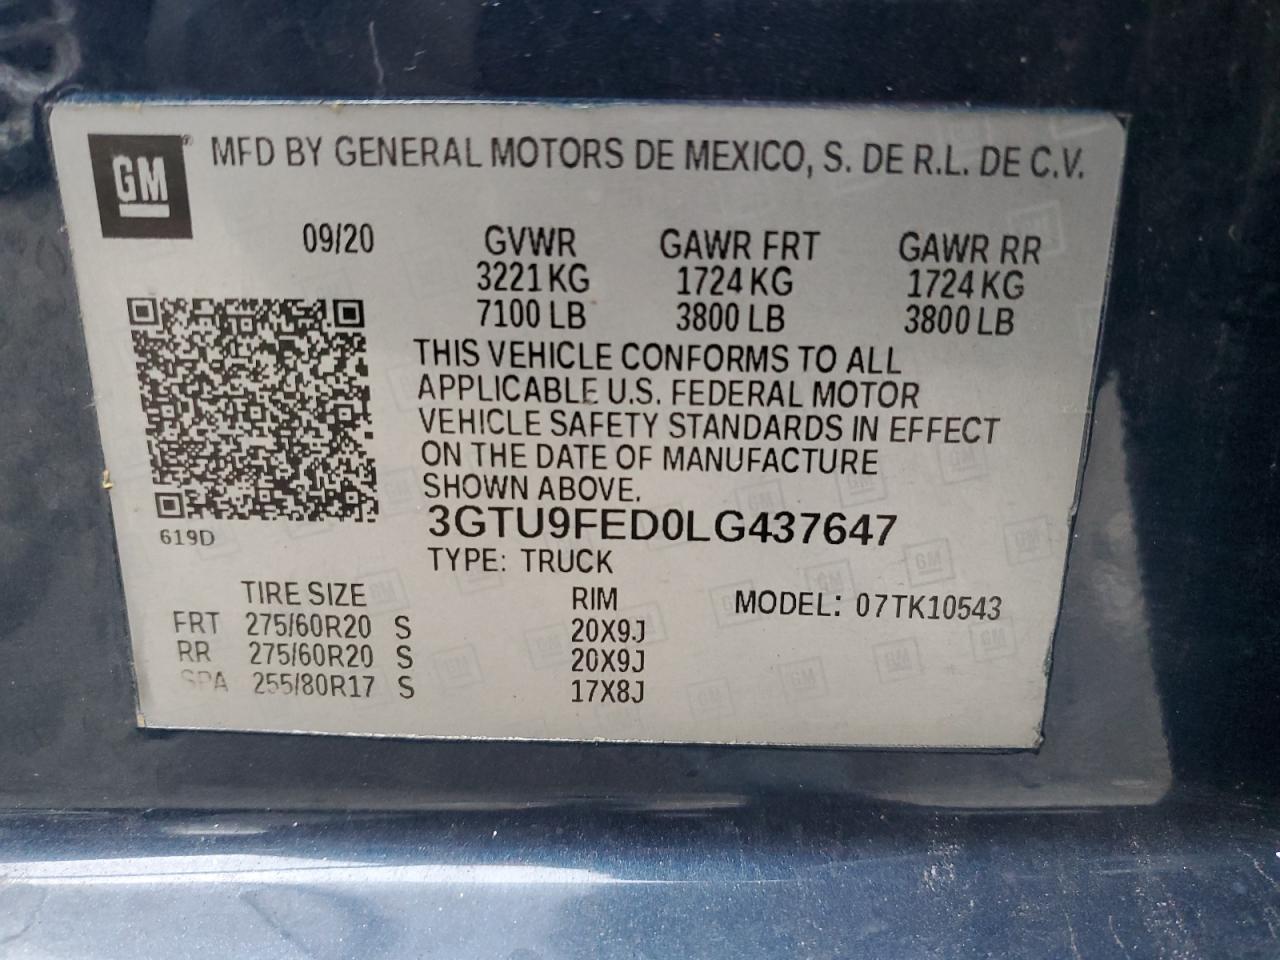 GM® MFD BY GENERAL MOTORS DE MEXICO, S. DE R.L. DE C.V.
09/20 GVWR GAWR FRT GAWR RR
3221 KG 1724 KG 1724 KG
7100 LB 3800 LB 3800 LB
THIS VEHICLE CONFORMS TO ALL
APPLICABLE U.S. FEDERAL MOTOR
VEHICLE SAFETY STANDARDS IN EFFECT
ON THE DATE OF MANUFACTURE
SHOWN ABOVE.
3GTU9FED0LG437647
619D
TYPE: TRUCK
TIRE SIZE RIM MODEL: 07TK10543
FRT 275/60R20 S 20X9J
RR 275/60R20 S 20X9J
SPA 255/80R17 S 17X8J